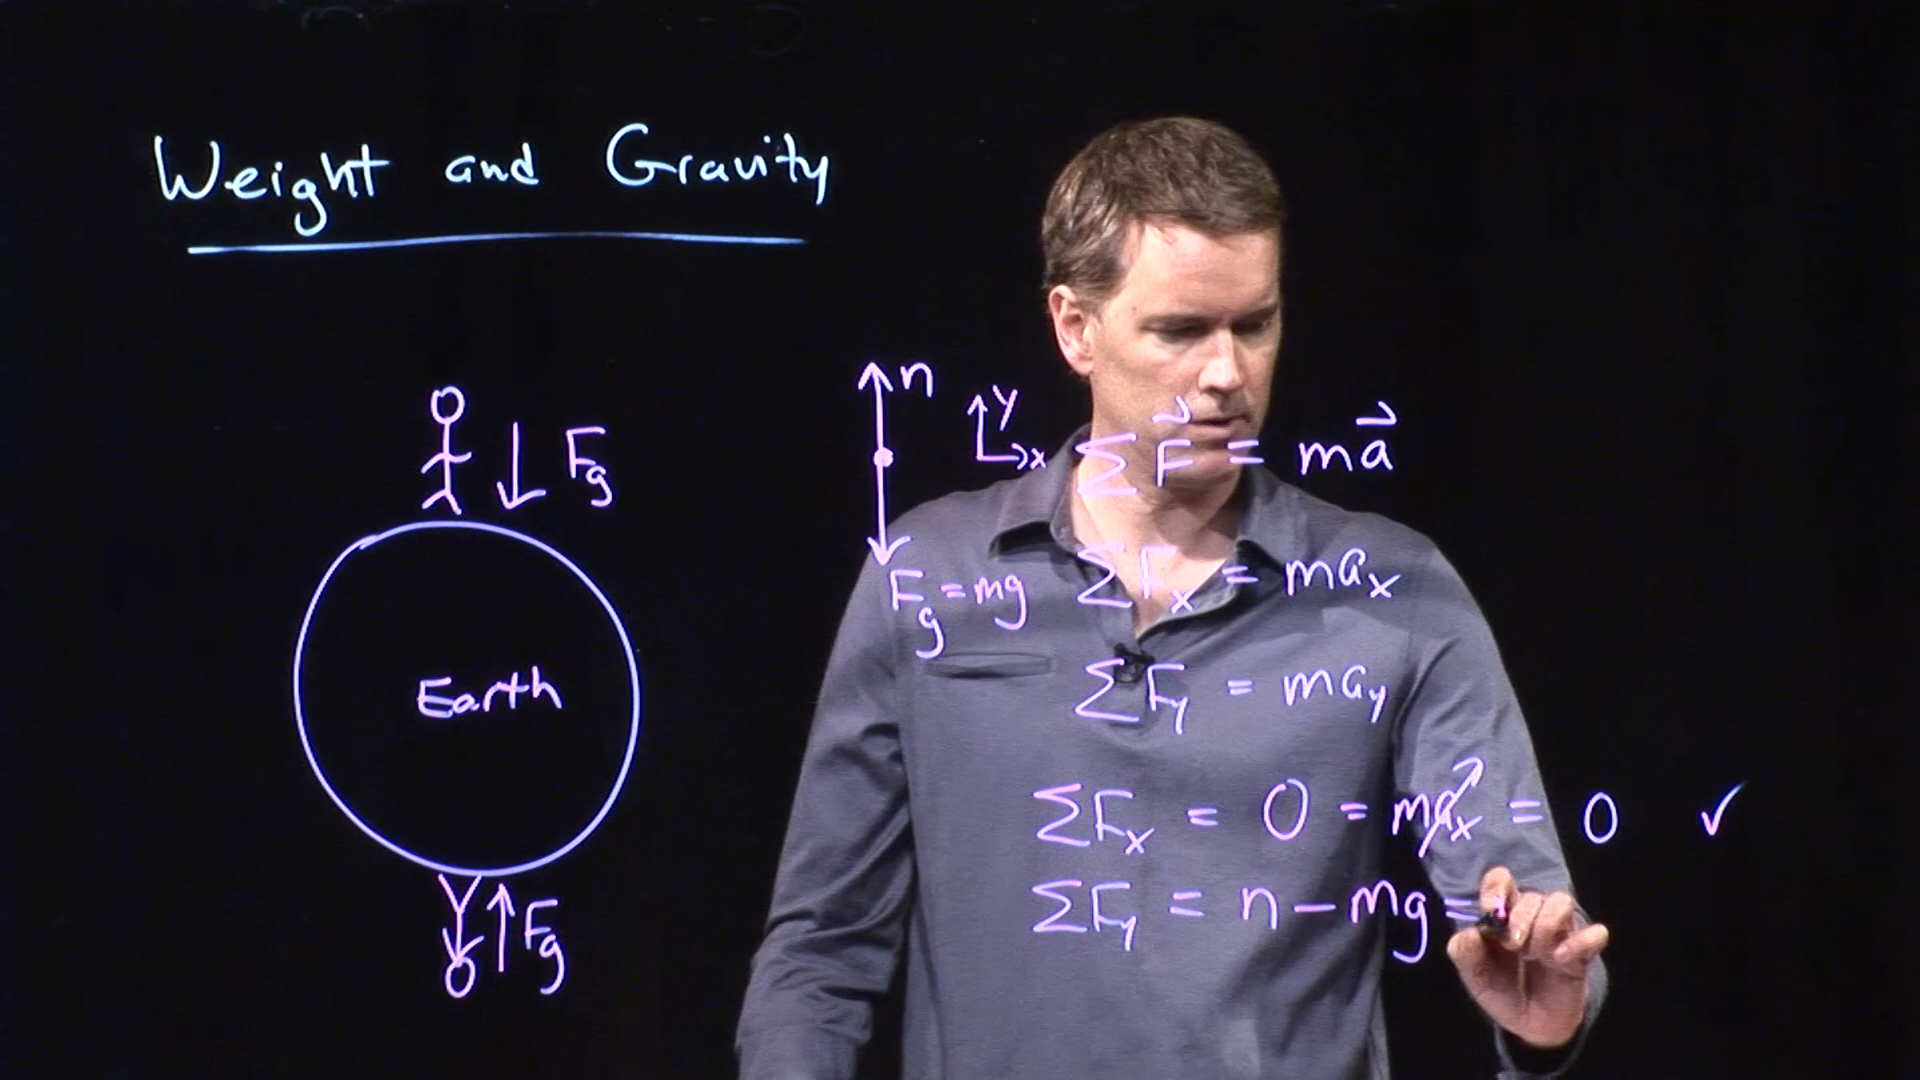 Weight and Gravity
n
y
x
ΣF⃗ = ma⃗
Fg
Fg = mg
ΣFx = max
Earth
ΣFy = may
ΣFx = 0 = max = 0 ✓
ΣFy = n - mg =
Fg